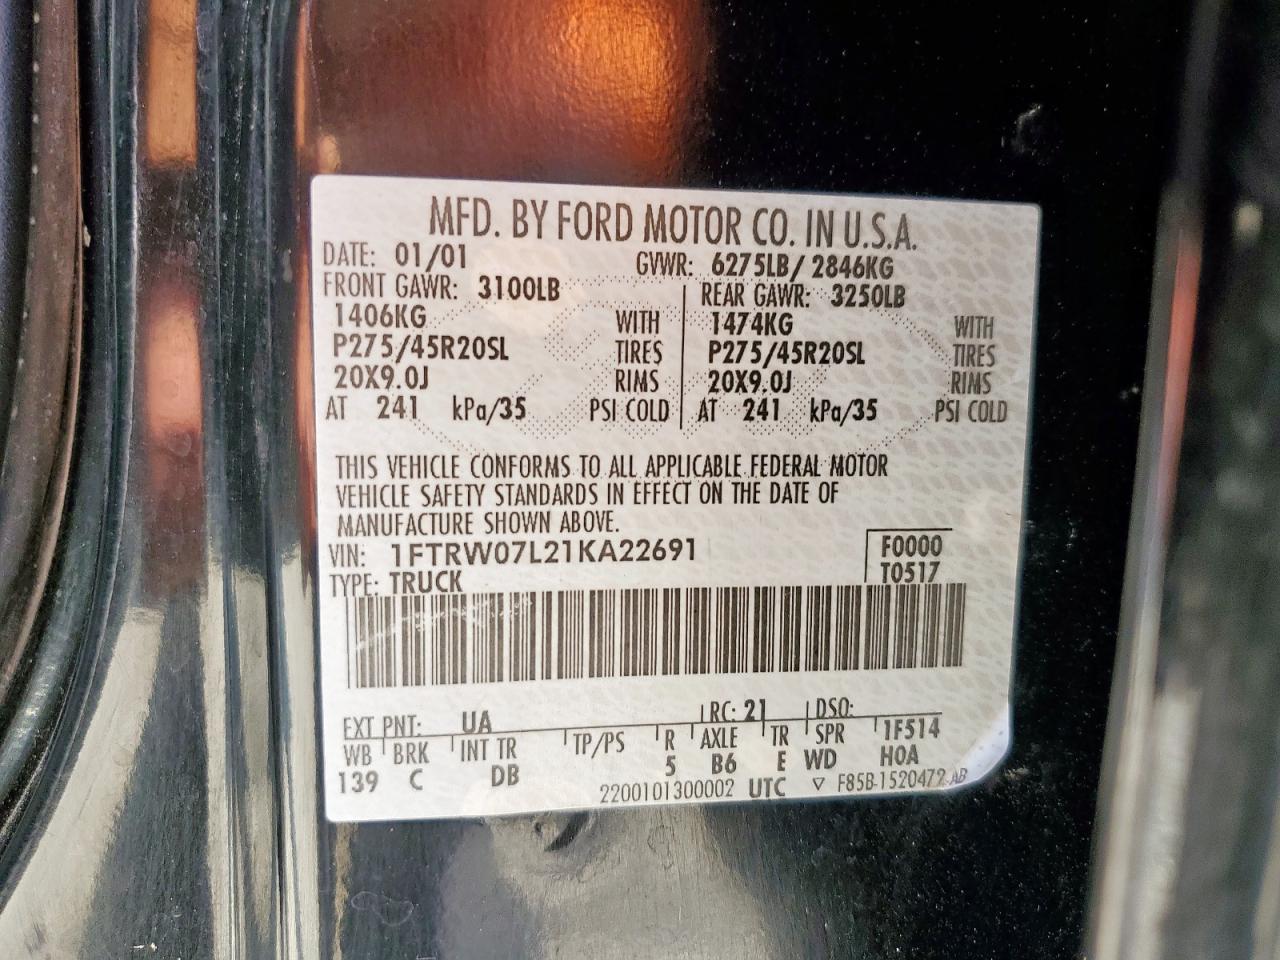 MFD. BY FORD MOTOR CO. IN U.S.A.
DATE: 01/01 GVWR: 6275LB/ 2846KG
FRONT GAWR: 3100LB REAR GAWR: 3250LB
1406KG WITH 1474KG WITH
P275/45R20SL TIRES P275/45R20SL TIRES
20X9.0J RIMS 20X9.0J RIMS
AT 241 kPa/35 PSI COLD AT 241 kPa/35 PSI COLD
THIS VEHICLE CONFORMS TO ALL APPLICABLE FEDERAL MOTOR
VEHICLE SAFETY STANDARDS IN EFFECT ON THE DATE OF
MANUFACTURE SHOWN ABOVE.
VIN: 1FTRW07L21KA22691 F0000
TYPE: TRUCK T0517
EXT PNT: UA RC: 21 DSO:
WB BRK INT TR TP/PS R AXLE TR SPR 1F514
139 C DB 5 B6 E WD HOA
2200101300002 UTC ▽ F85B-1520472-AB